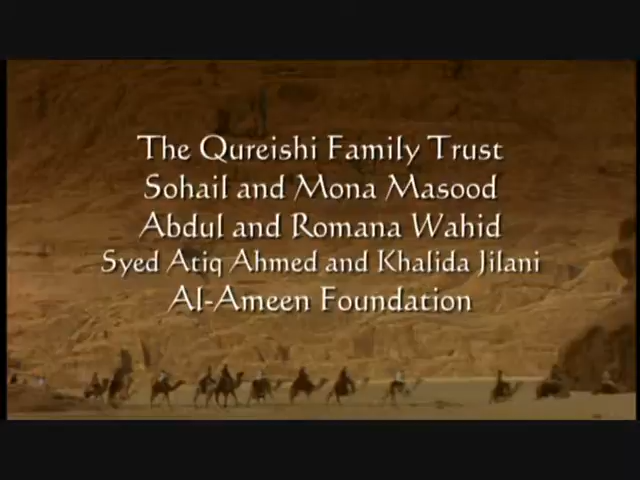 The Qureishi Family Trust
Sohail and Mona Masood
Abdul and Romana Wahid
Syed Atiq Ahmed and Khalida Jilani
Al-Ameen Foundation